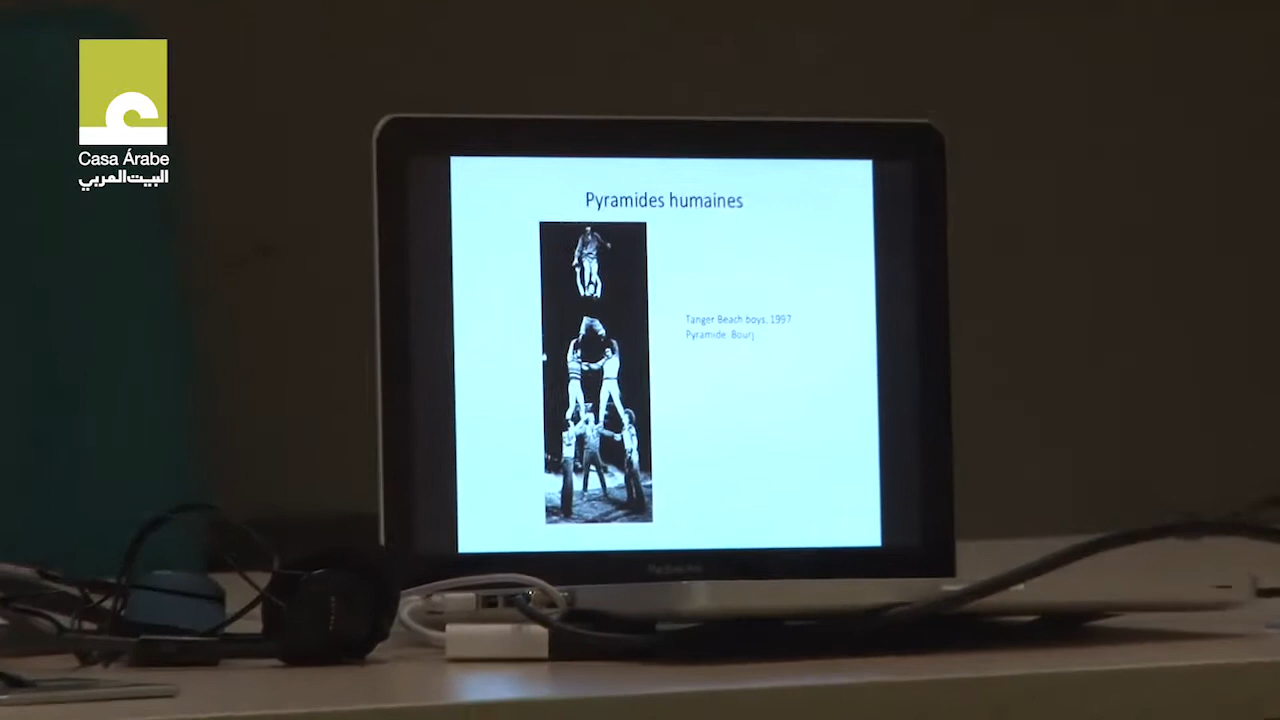 Casa Árabe
البيت العربي
Pyramides humaines
Tanger Beach boys, 1997
Pyramide Bourj